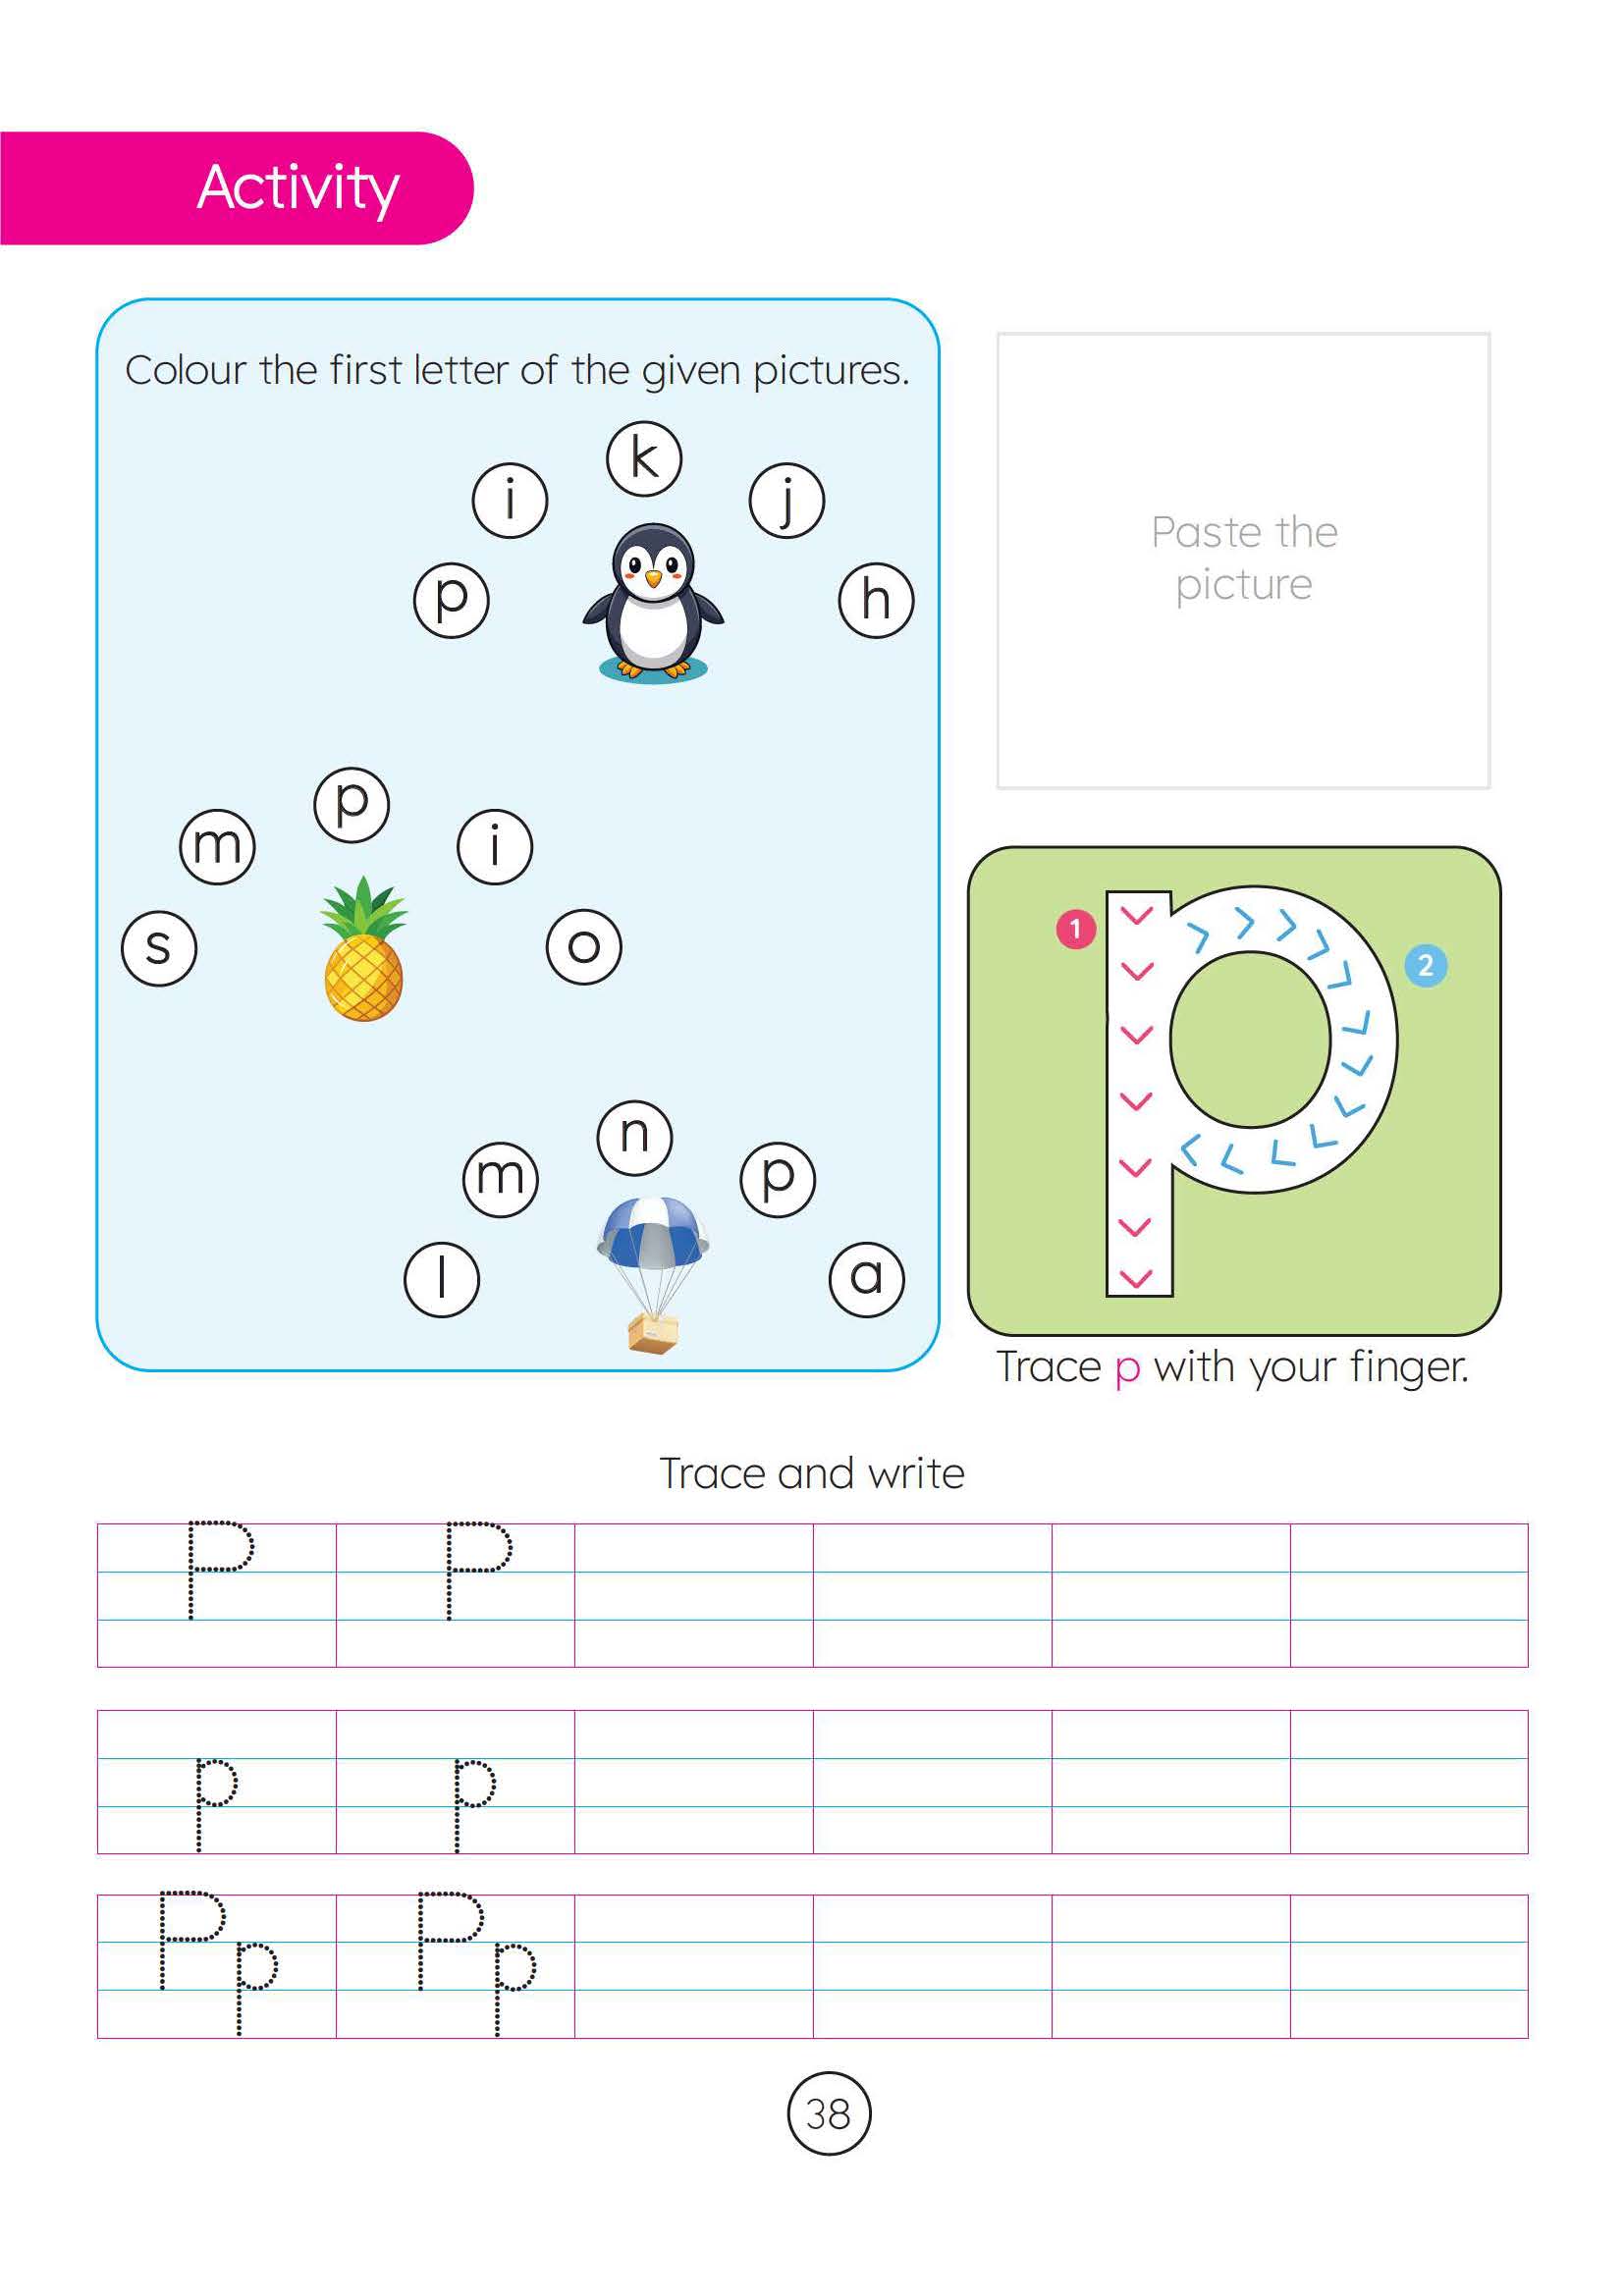 Activity
Colour the first letter of the given pictures.
k
i
j
p
h
p
m
i
s
o
n
m
p
l
a
Paste the
picture
1
2
p
Trace p with your finger.
Trace and write
P P
p p
Pp Pp
38